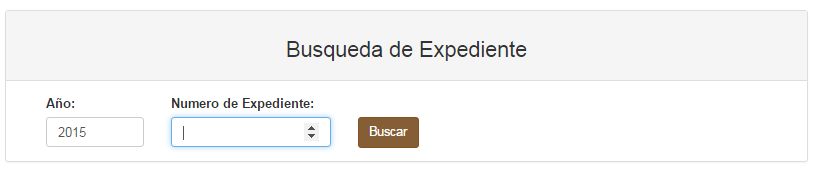 Busqueda de Expediente
Año: Numero de Expediente:
2015 Buscar